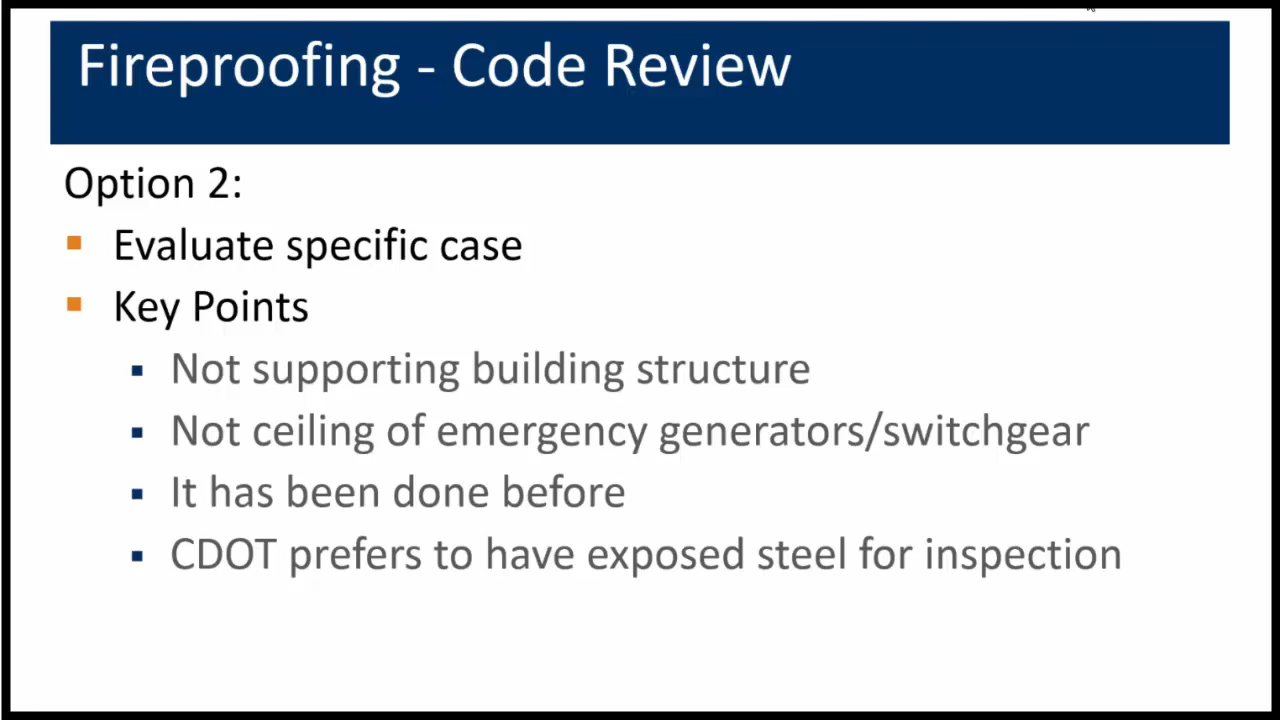 Fireproofing - Code Review
Option 2:
Evaluate specific case
Key Points
Not supporting building structure
Not ceiling of emergency generators/switchgear
It has been done before
CDOT prefers to have exposed steel for inspection